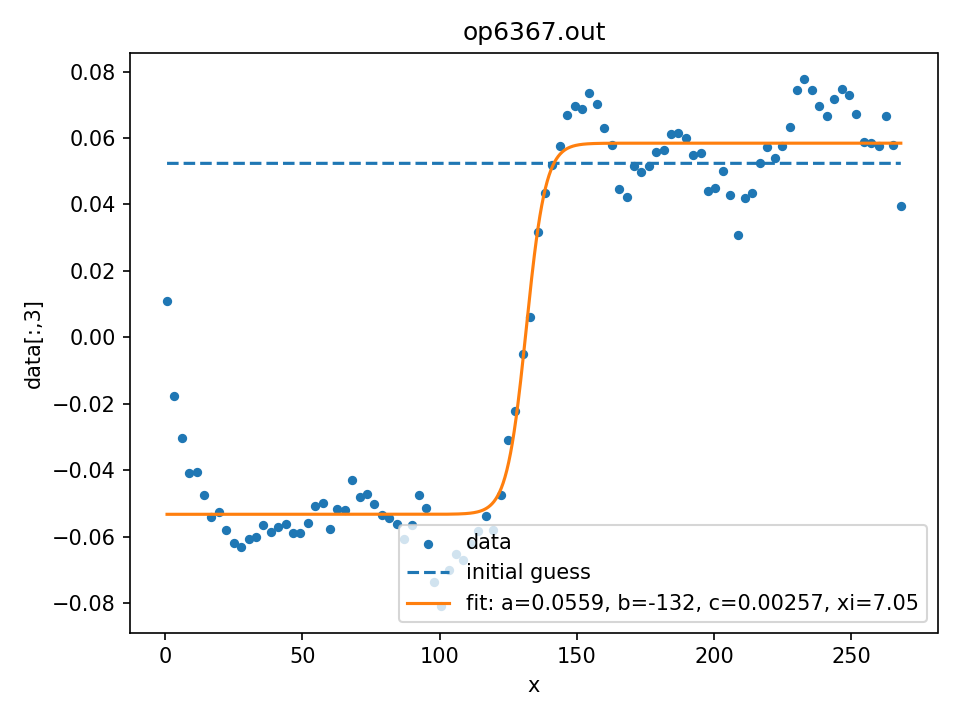 op6367.out
0.08
0.06
0.04
0.02
0.00
−0.02
−0.04
−0.06
−0.08
data[:,3]
data
initial guess
fit: a=0.0559, b=-132, c=0.00257, xi=7.05
0 50 100 150 200 250
x